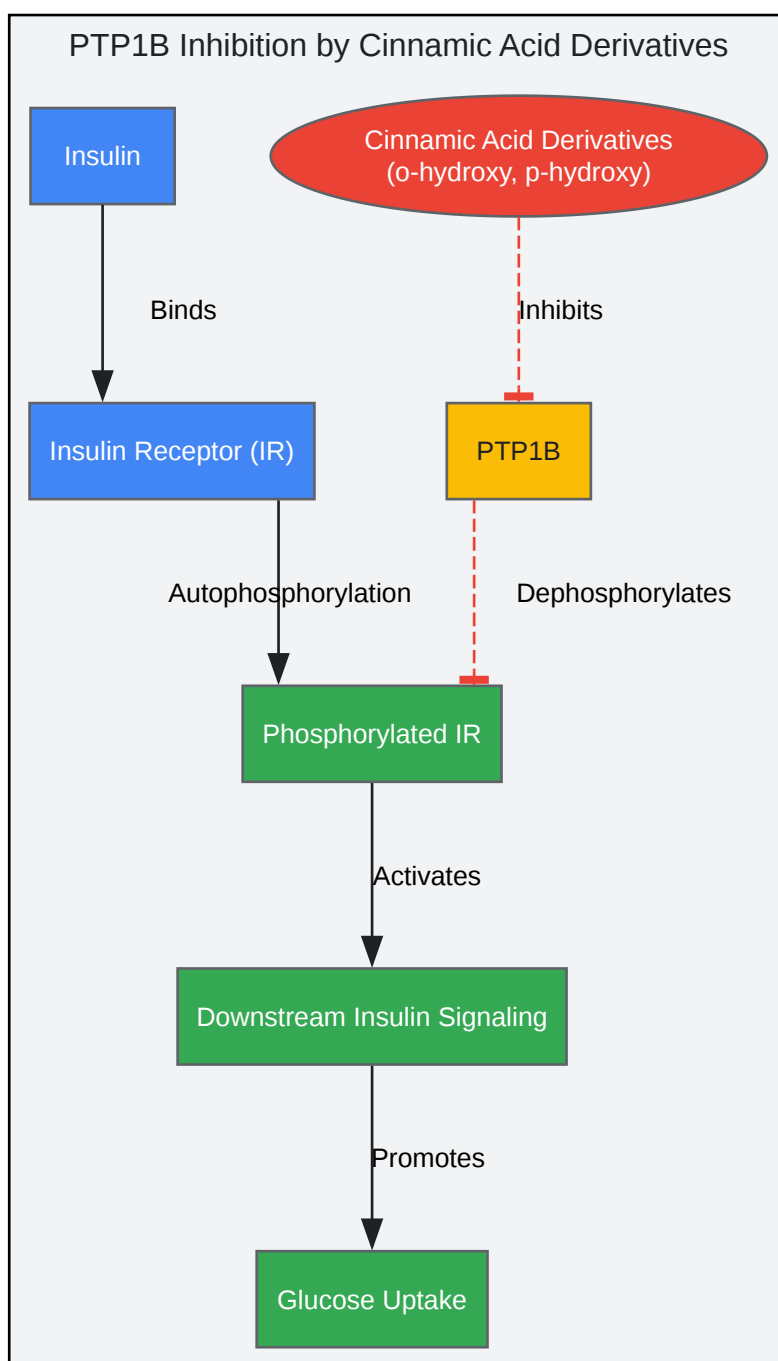 PTP1B Inhibition by Cinnamic Acid Derivatives
Insulin
Cinnamic Acid Derivatives
(o-hydroxy, p-hydroxy)
Binds
Inhibits
Insulin Receptor (IR)
PTP1B
Autophosphorylation
Dephosphorylates
Phosphorylated IR
Activates
Downstream Insulin Signaling
Promotes
Glucose Uptake